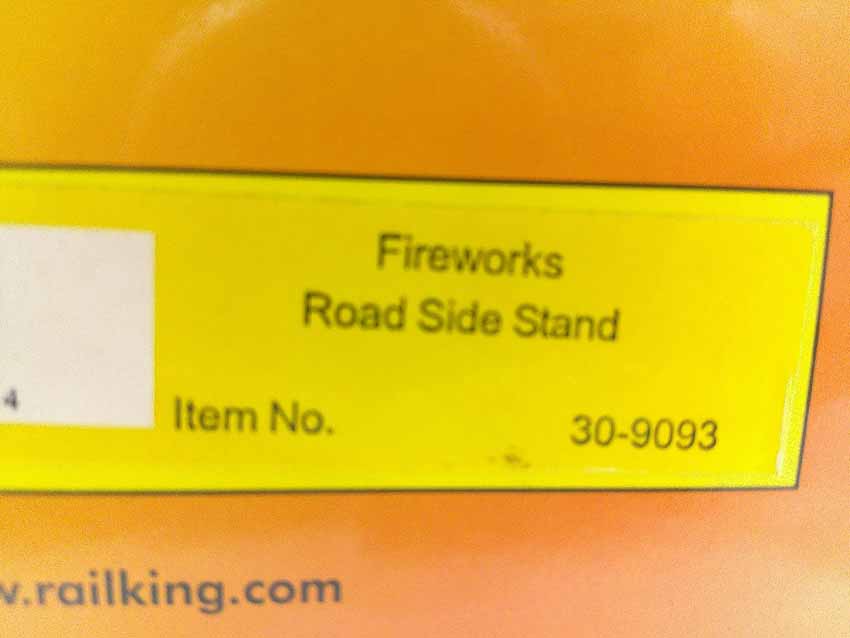 Fireworks
Road Side Stand
Item No. 30-9093
4
w.railking.com